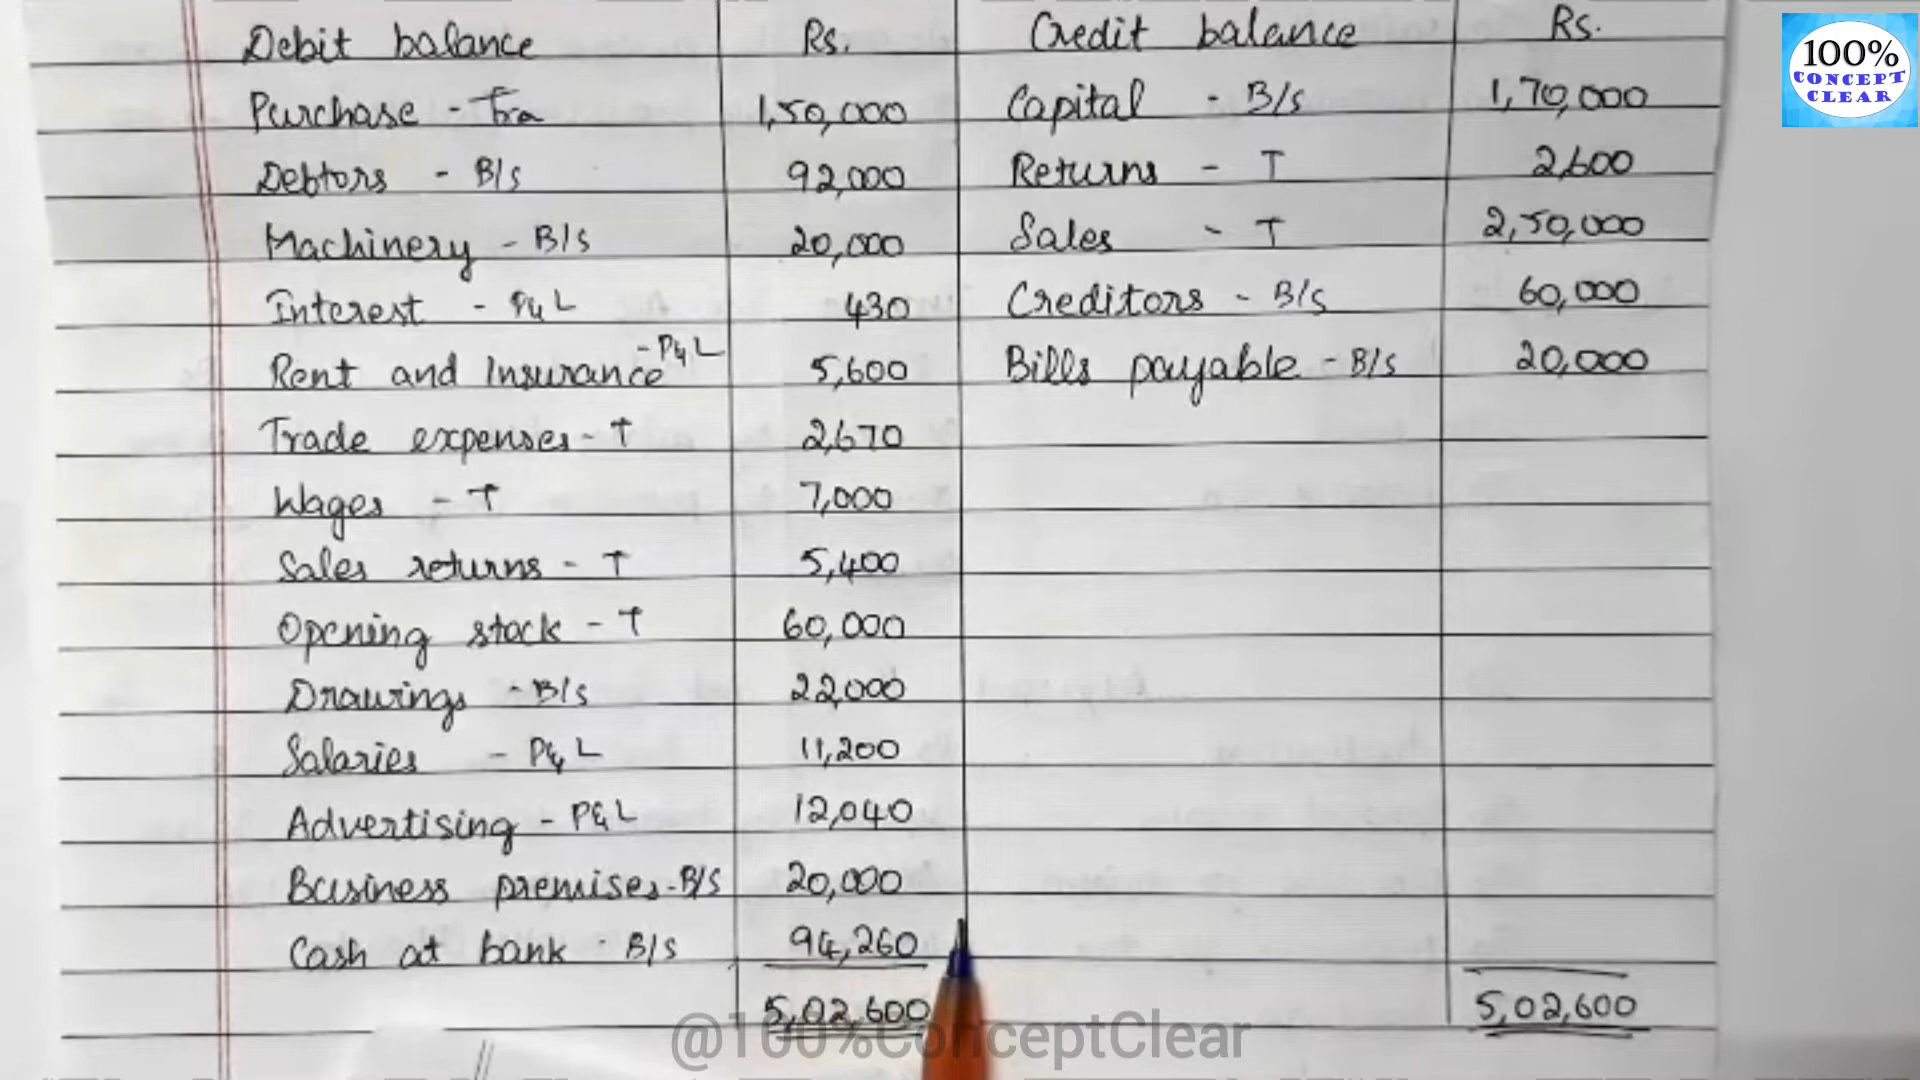 Debit balance Rs. Credit balance Rs.
Purchase - Tra 1,50,000 Capital - B/s 1,70,000
Debtors - B/s 92,000 Returns - T 2,600
Machinery - B/s 20,000 Sales - T 2,50,000
Interest - P&L 430 Creditors - B/s 60,000
Rent and Insurance - P&L 5,600 Bills payable - B/s 20,000
Trade expenses - T 2,670
Wages - T 7,000
Sales returns - T 5,400
Opening stock - T 60,000
Drawings - B/s 22,000
Salaries - P&L 11,200
Advertising - P&L 12,040
Business premises - B/s 20,000
Cash at bank - B/s 94,260
5,02,600 5,02,600
100%
CONCEPT
CLEAR
@100%ConceptClear